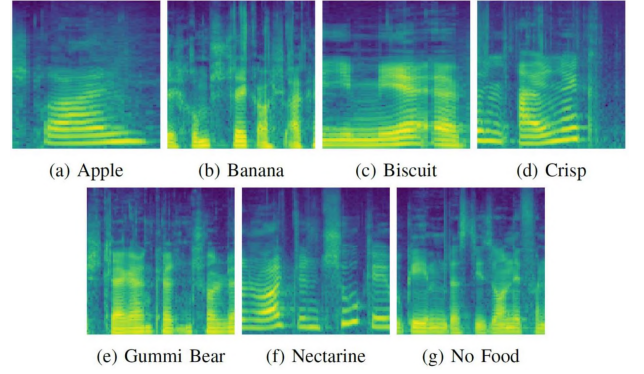 (a) Apple
(b) Banana
(c) Biscuit
(d) Crisp
(e) Gummi Bear
(f) Nectarine
(g) No Food